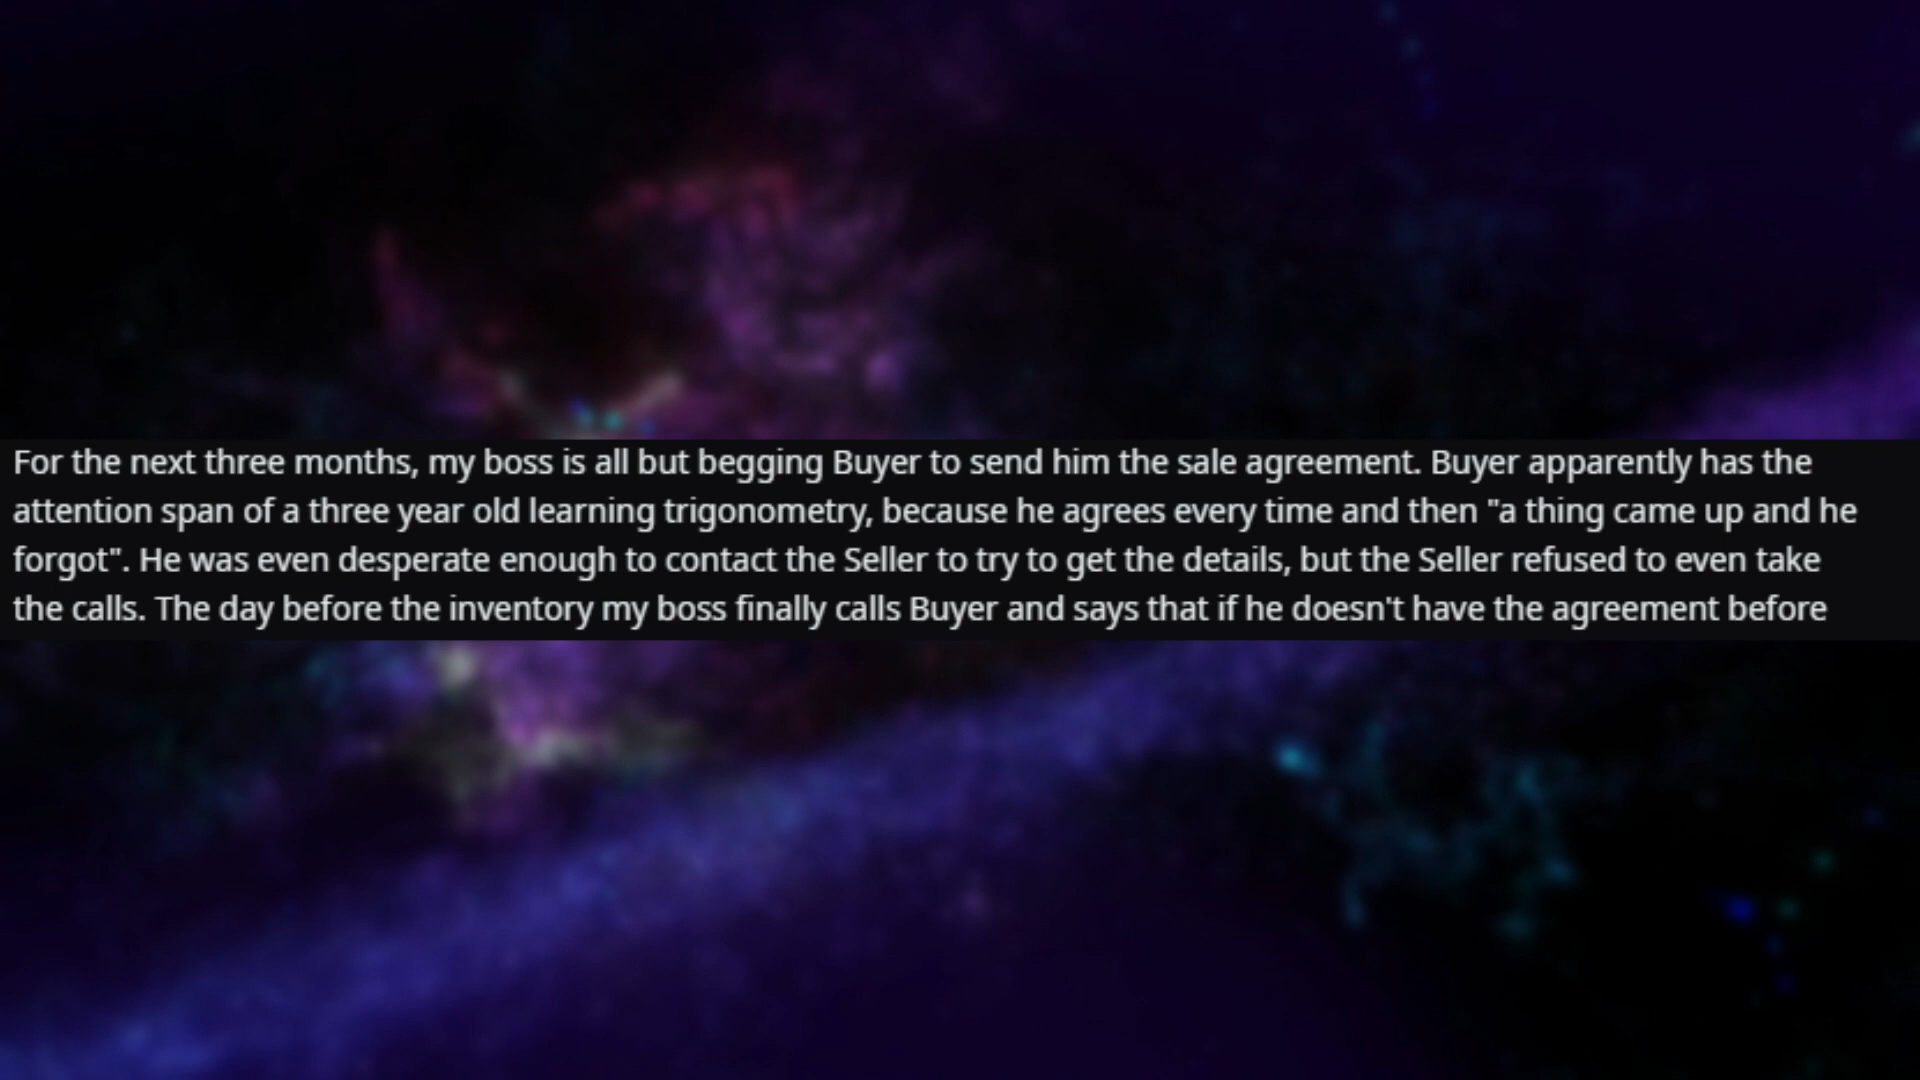 For the next three months, my boss is all but begging Buyer to send him the sale agreement. Buyer apparently has the
attention span of a three year old learning trigonometry, because he agrees every time and then "a thing came up and he
forgot". He was even desperate enough to contact the Seller to try to get the details, but the Seller refused to even take
the calls. The day before the inventory my boss finally calls Buyer and says that if he doesn't have the agreement before